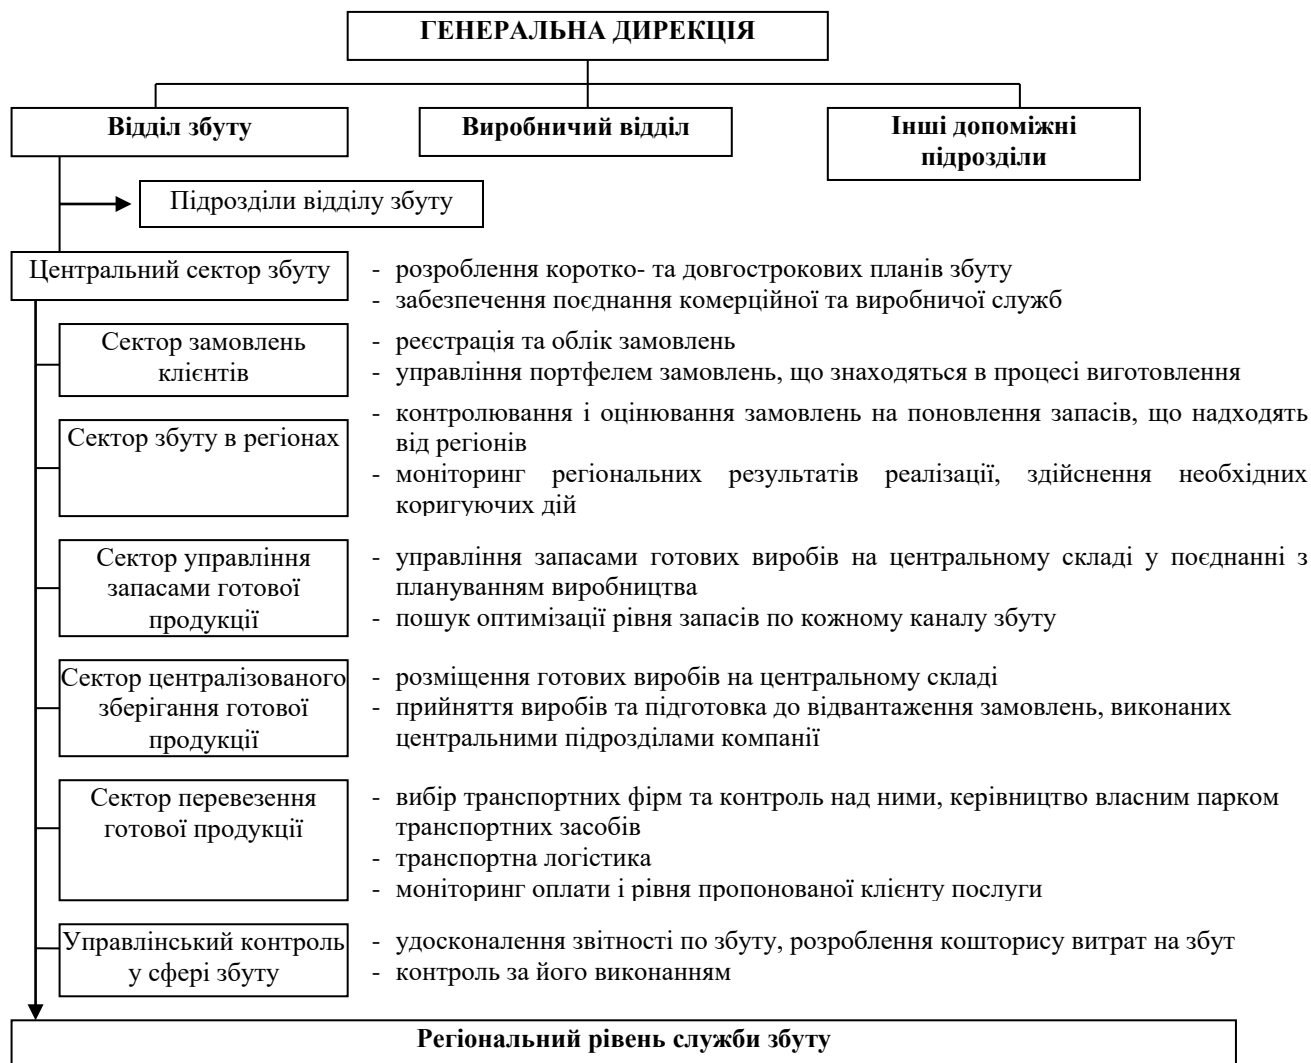 ГЕНЕРАЛЬНА ДИРЕКЦІЯ
Відділ збуту
Виробничий відділ
Інші допоміжні
підрозділи
Підрозділи відділу збуту
Центральний сектор збуту
- розроблення коротко- та довгострокових планів збуту
- забезпечення поєднання комерційної та виробничої служб
Сектор замовлень
клієнтів
- реєстрація та облік замовлень
- управління портфелем замовлень, що знаходяться в процесі виготовлення
Сектор збуту в регіонах
- контролювання і оцінювання замовлень на поновлення запасів, що надходять
від регіонів
- моніторинг регіональних результатів реалізації, здійснення необхідних
коригуючих дій
Сектор управління
запасами готової
продукції
- управління запасами готових виробів на центральному складі у поєднанні з
плануванням виробництва
- пошук оптимізації рівня запасів по кожному каналу збуту
Сектор централізованого
зберігання готової
продукції
- розміщення готових виробів на центральному складі
- прийняття виробів та підготовка до відвантаження замовлень, виконаних
центральними підрозділами компанії
Сектор перевезення
готової продукції
- вибір транспортних фірм та контроль над ними, керівництво власним парком
транспортних засобів
- транспортна логістика
- моніторинг оплати і рівня пропонованої клієнту послуги
Управлінський контроль
у сфері збуту
- удосконалення звітності по збуту, розроблення кошторису витрат на збут
- контроль за його виконанням
Регіональний рівень служби збуту